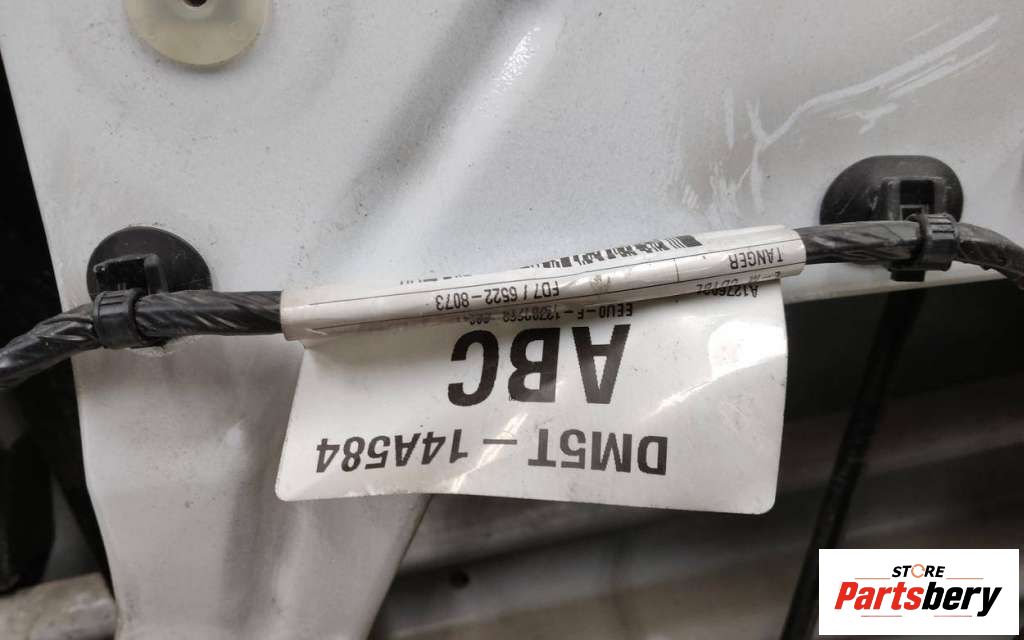 DM5T - 14A584
ABC
FD7 / 6522 - 8073
TANGER
STORE
Partsbery